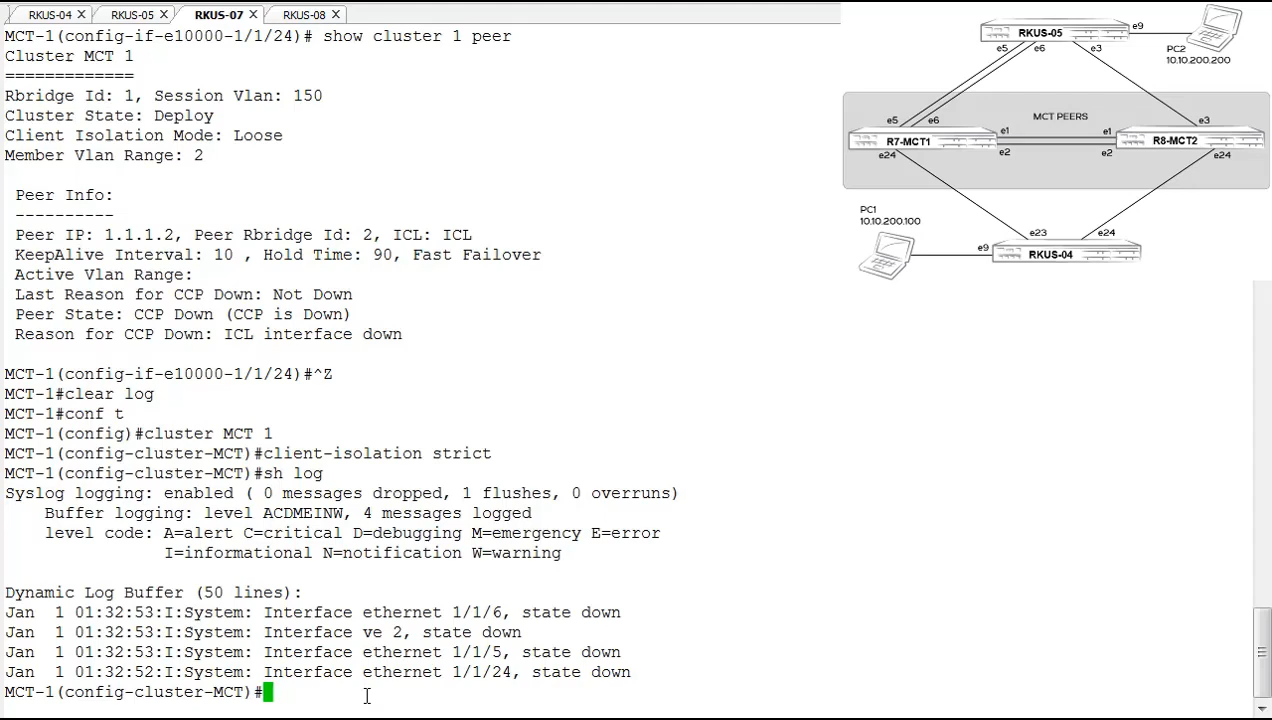 RKUS-04 X
RKUS-05 X
RKUS-07 X
RKUS-08 X
MCT-1(config-if-e10000-1/1/24)# show cluster 1 peer
Cluster MCT 1
=============
Rbridge Id: 1, Session Vlan: 150
Cluster State: Deploy
Client Isolation Mode: Loose
Member Vlan Range: 2
Peer Info:
----------
Peer IP: 1.1.1.2, Peer Rbridge Id: 2, ICL: ICL
KeepAlive Interval: 10 , Hold Time: 90, Fast Failover
Active Vlan Range:
Last Reason for CCP Down: Not Down
Peer State: CCP Down (CCP is Down)
Reason for CCP Down: ICL interface down
MCT-1(config-if-e10000-1/1/24)#^Z
MCT-1#clear log
MCT-1#conf t
MCT-1(config)#cluster MCT 1
MCT-1(config-cluster-MCT)#client-isolation strict
MCT-1(config-cluster-MCT)#sh log
Syslog logging: enabled ( 0 messages dropped, 1 flushes, 0 overruns)
Buffer logging: level ACDMEINW, 4 messages logged
level code: A=alert C=critical D=debugging M=emergency E=error
I=informational N=notification W=warning
Dynamic Log Buffer (50 lines):
Jan  1 01:32:53:I:System: Interface ethernet 1/1/6, state down
Jan  1 01:32:53:I:System: Interface ve 2, state down
Jan  1 01:32:53:I:System: Interface ethernet 1/1/5, state down
Jan  1 01:32:52:I:System: Interface ethernet 1/1/24, state down
MCT-1(config-cluster-MCT)#
RKUS-05
e9
e5
e6
e3
PC2
10.10.200.200
MCT PEERS
e5
e6
e3
R7-MCT1
e1
e1
R8-MCT2
e24
e2
e2
e24
PC1
10.10.200.100
e23
e24
e9
RKUS-04